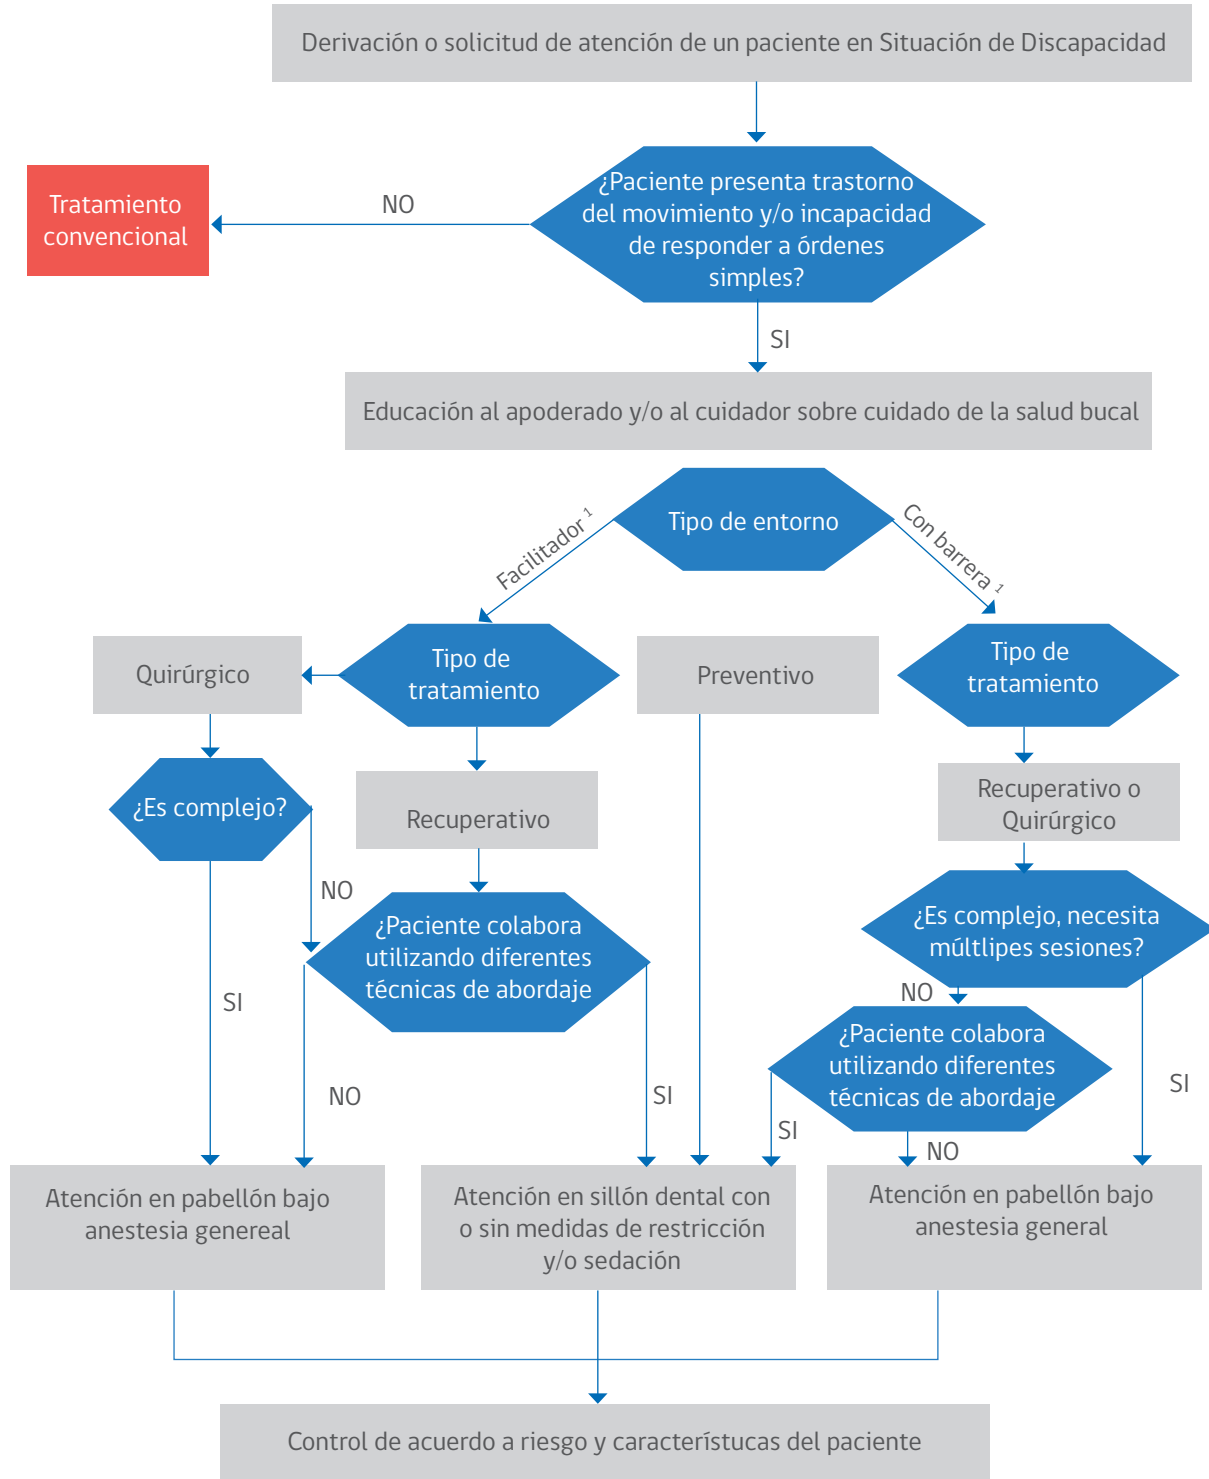 Derivación o solicitud de atención de un paciente en Situación de Discapacidad
¿Paciente presenta trastorno
del movimiento y/o incapacidad
de responder a órdenes
simples?
NO
Tratamiento
convencional
SI
Educación al apoderado y/o al cuidador sobre cuidado de la salud bucal
Tipo de entorno
Facilitador 1
Con barrera 1
Quirúrgico
Tipo de
tratamiento
Preventivo
Tipo de
tratamiento
¿Es complejo?
Recuperativo
Recuperativo o
Quirúrgico
NO
¿Paciente colabora
utilizando diferentes
técnicas de abordaje
¿Es complejo, necesita
múltlipes sesiones?
SI
NO
¿Paciente colabora
utilizando diferentes
técnicas de abordaje
NO
SI
SI
SI
NO
Atención en pabellón bajo
anestesia genereal
Atención en sillón dental con
o sin medidas de restricción
y/o sedación
Atención en pabellón bajo
anestesia general
Control de acuerdo a riesgo y característucas del paciente